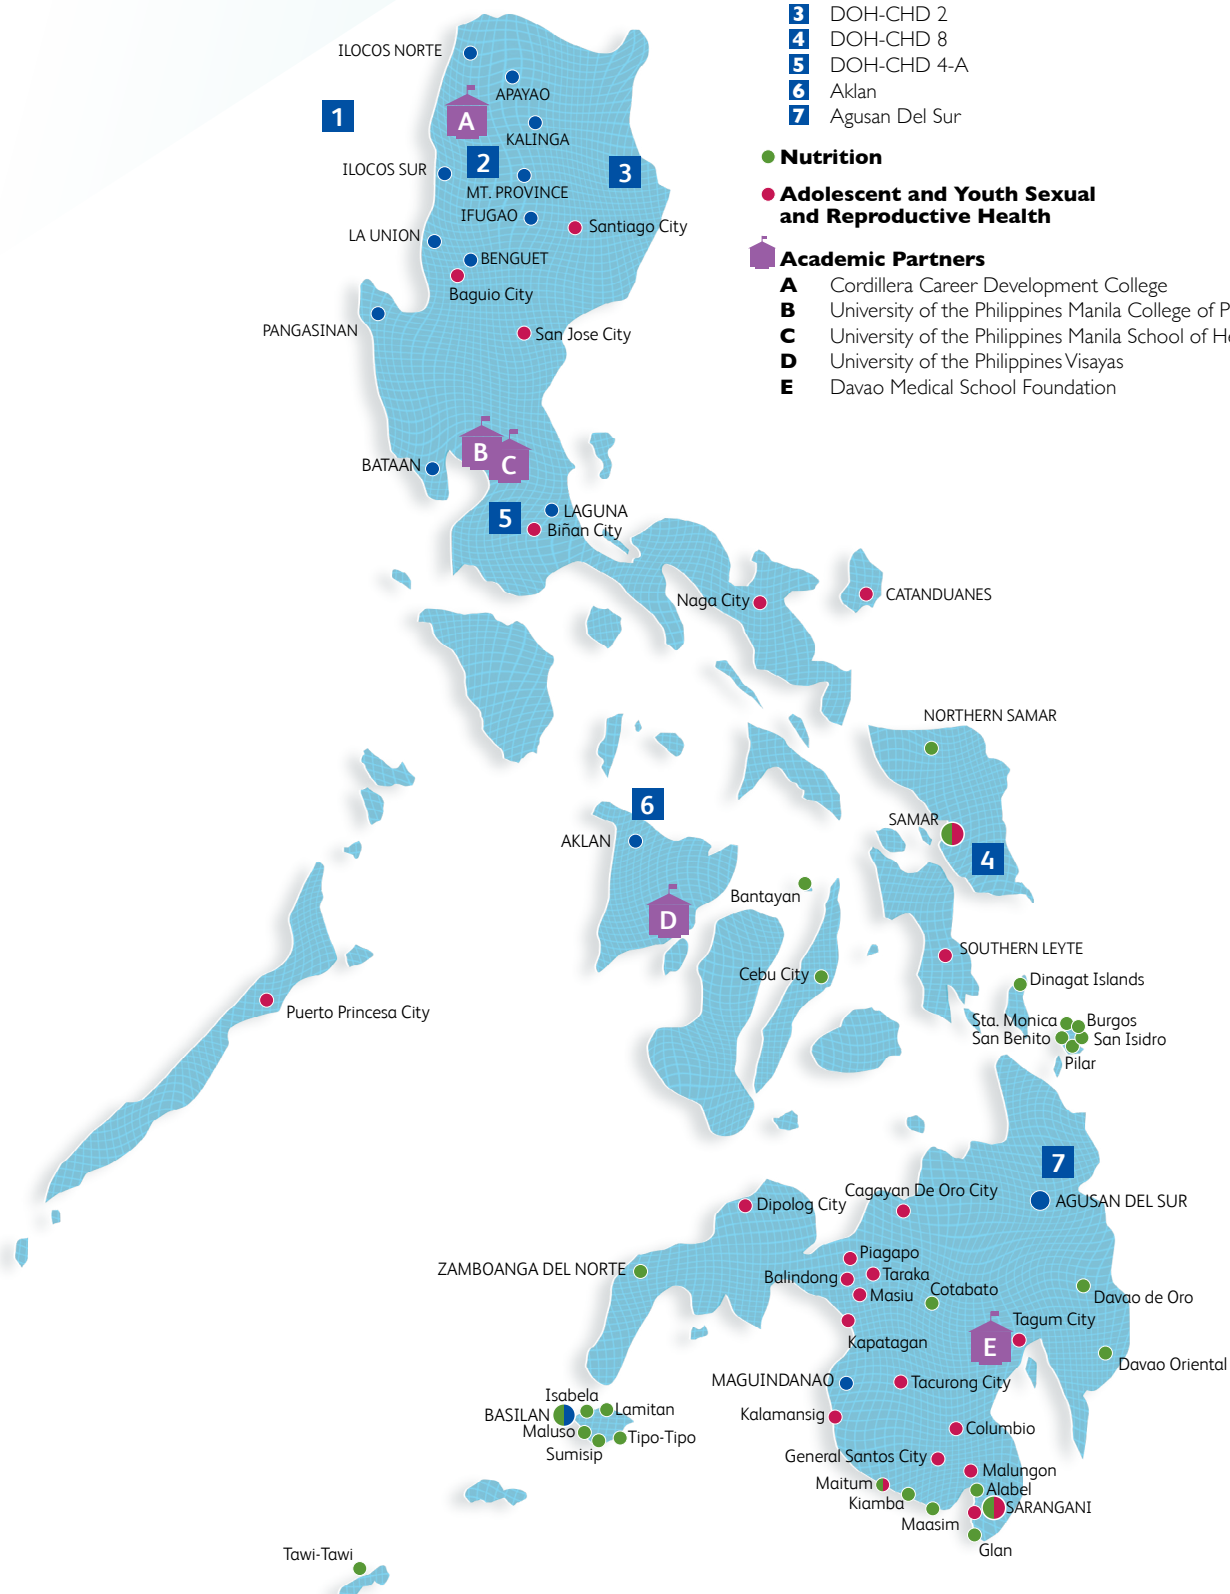 3 DOH-CHD 2
4 DOH-CHD 8
5 DOH-CHD 4-A
6 Aklan
7 Agusan Del Sur
Nutrition
Adolescent and Youth Sexual
and Reproductive Health
Academic Partners
A Cordillera Career Development College
B University of the Philippines Manila College of P
C University of the Philippines Manila School of He
D University of the Philippines Visayas
E Davao Medical School Foundation
ILOCOS NORTE
APAYAO
1
A
KALINGA
2
3
ILOCOS SUR
MT. PROVINCE
IFUGAO
Santiago City
LA UNION
BENGUET
Baguio City
PANGASINAN
San Jose City
B
C
BATAAN
5
LAGUNA
Biñan City
Naga City
CATANDUANES
NORTHERN SAMAR
6
SAMAR
AKLAN
4
Bantayan
D
SOUTHERN LEYTE
Cebu City
Dinagat Islands
Puerto Princesa City
Sta. Monica
Burgos
San Benito
San Isidro
Pilar
7
Cagayan De Oro City
Dipolog City
AGUSAN DEL SUR
Piagapo
ZAMBOANGA DEL NORTE
Balindong
Taraka
Masiu
Cotabato
Davao de Oro
Tagum City
Kapatagan
E
Davao Oriental
MAGUINDANAO
Tacurong City
Isabela
Lamitan
BASILAN
Kalamansig
Maluso
Tipo-Tipo
Columbio
Sumisip
General Santos City
Malungon
Maitum
Alabel
Kiamba
SARANGANI
Maasim
Glan
Tawi-Tawi